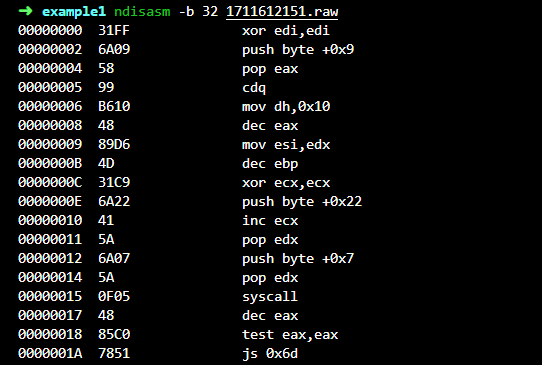 ➜ example1 ndisasm -b 32 1711612151.raw
00000000 31FF xor edi,edi
00000002 6A09 push byte +0x9
00000004 58 pop eax
00000005 99 cdq
00000006 B610 mov dh,0x10
00000008 48 dec eax
00000009 89D6 mov esi,edx
0000000B 4D dec ebp
0000000C 31C9 xor ecx,ecx
0000000E 6A22 push byte +0x22
00000010 41 inc ecx
00000011 5A pop edx
00000012 6A07 push byte +0x7
00000014 5A pop edx
00000015 0F05 syscall
00000017 48 dec eax
00000018 85C0 test eax,eax
0000001A 7851 js 0x6d